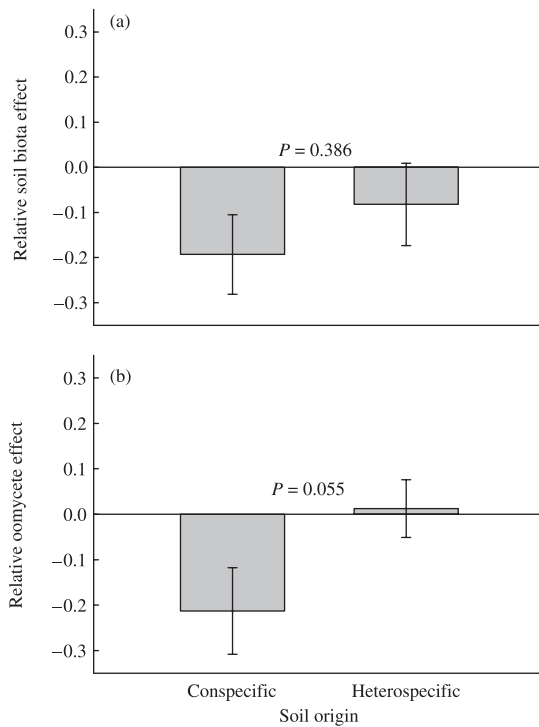 (a)
0.3
0.2
0.1
0.0
−0.1
−0.2
−0.3
Relative soil biota effect
P = 0.386
(b)
0.3
0.2
0.1
0.0
−0.1
−0.2
−0.3
Relative oomycete effect
P = 0.055
Conspecific Heterospecific
Soil origin